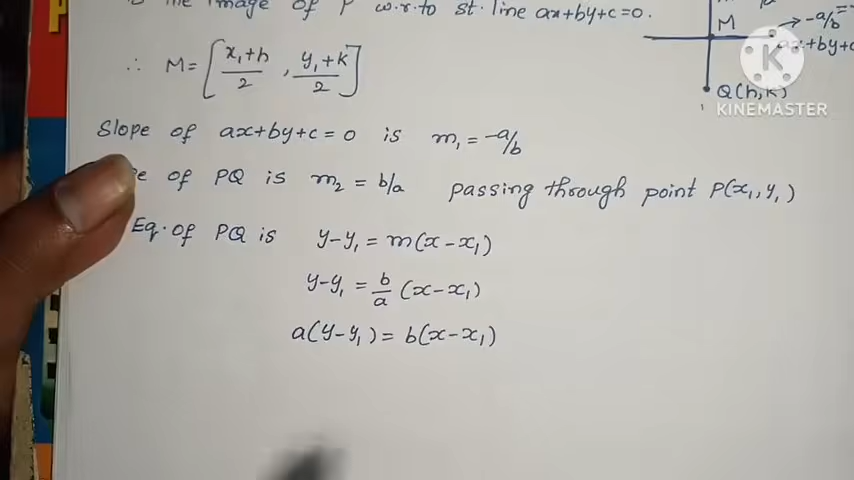 the image of P w.r.to st. line ax+by+c=0.
M
-a/b
ax+by+c
∴ M=[x₁+h/2, y₁+k/2]
Q(h,k)
KINEMASTER
Slope of ax+by+c=0 is m₁=-a/b
of PQ is m₂=b/a passing through point P(x₁,y₁)
Eq. of PQ is y-y₁=m(x-x₁)
y-y₁=b/a(x-x₁)
a(y-y₁)=b(x-x₁)